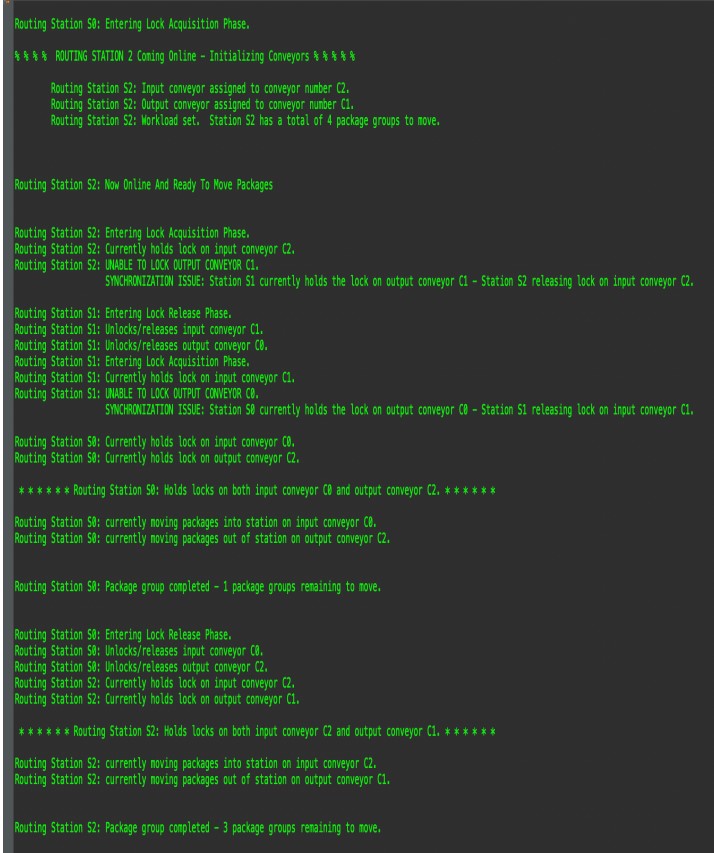 Routing Station S0: Entering Lock Acquisition Phase.
% % % %  ROUTING STATION 2 Coming Online – Initializing Conveyors % % % % %
Routing Station S2: Input conveyor assigned to conveyor number C2.
Routing Station S2: Output conveyor assigned to conveyor number C1.
Routing Station S2: Workload set.  Station S2 has a total of 4 package groups to move.
Routing Station S2: Now Online And Ready To Move Packages
Routing Station S2: Entering Lock Acquisition Phase.
Routing Station S2: Currently holds lock on input conveyor C2.
Routing Station S2: UNABLE TO LOCK OUTPUT CONVEYOR C1.
SYNCHRONIZATION ISSUE: Station S1 currently holds the lock on output conveyor C1 – Station S2 releasing lock on input conveyor C2.
Routing Station S1: Entering Lock Release Phase.
Routing Station S1: Unlocks/releases input conveyor C1.
Routing Station S1: Unlocks/releases output conveyor C0.
Routing Station S1: Entering Lock Acquisition Phase.
Routing Station S1: Currently holds lock on input conveyor C1.
Routing Station S1: UNABLE TO LOCK OUTPUT CONVEYOR C0.
SYNCHRONIZATION ISSUE: Station S0 currently holds the lock on output conveyor C0 – Station S1 releasing lock on input conveyor C1.
Routing Station S0: Currently holds lock on input conveyor C0.
Routing Station S0: Currently holds lock on output conveyor C2.
* * * * * * Routing Station S0: Holds locks on both input conveyor C0 and output conveyor C2. * * * * * *
Routing Station S0: currently moving packages into station on input conveyor C0.
Routing Station S0: currently moving packages out of station on output conveyor C2.
Routing Station S0: Package group completed – 1 package groups remaining to move.
Routing Station S0: Entering Lock Release Phase.
Routing Station S0: Unlocks/releases input conveyor C0.
Routing Station S0: Unlocks/releases output conveyor C2.
Routing Station S2: Currently holds lock on input conveyor C2.
Routing Station S2: Currently holds lock on output conveyor C1.
* * * * * * Routing Station S2: Holds locks on both input conveyor C2 and output conveyor C1. * * * * * *
Routing Station S2: currently moving packages into station on input conveyor C2.
Routing Station S2: currently moving packages out of station on output conveyor C1.
Routing Station S2: Package group completed – 3 package groups remaining to move.